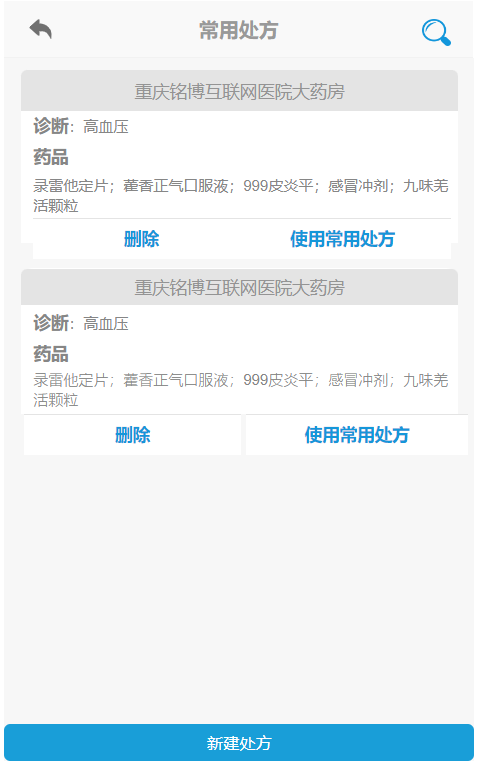 常用处方
重庆铭博互联网医院大药房
诊断：高血压
药品
录雷他定片；藿香正气口服液；999皮炎平；感冒冲剂；九味羌
活颗粒
删除 使用常用处方
重庆铭博互联网医院大药房
诊断：高血压
药品
录雷他定片；藿香正气口服液；999皮炎平；感冒冲剂；九味羌
活颗粒
删除 使用常用处方
新建处方